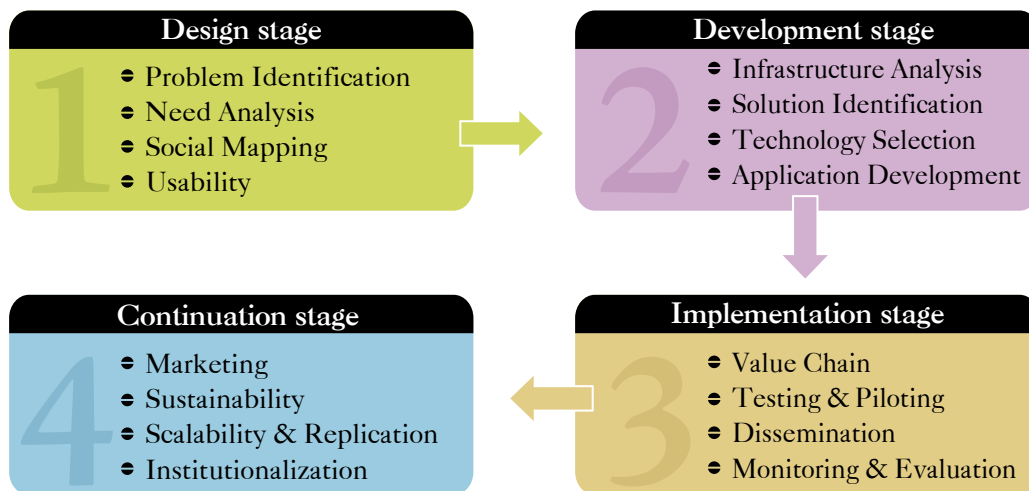 Design stage
1
Problem Identification
Need Analysis
Social Mapping
Usability
Development stage
2
Infrastructure Analysis
Solution Identification
Technology Selection
Application Development
Implementation stage
3
Value Chain
Testing & Piloting
Dissemination
Monitoring & Evaluation
Continuation stage
4
Marketing
Sustainability
Scalability & Replication
Institutionalization